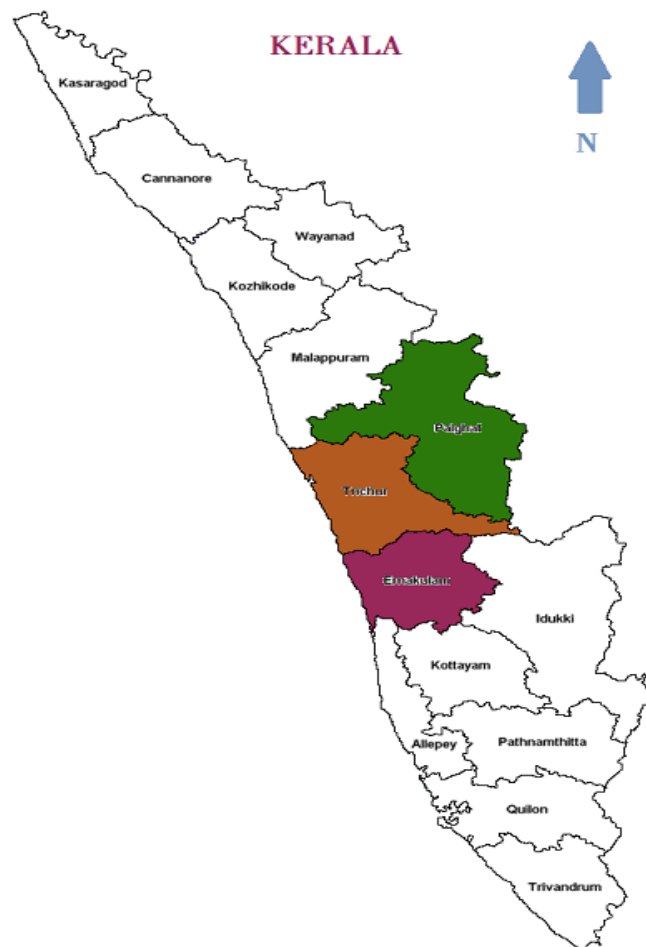 KERALA
N
Kasaragod
Cannanore
Wayanad
Kozhikode
Malappuram
Palghat
Trichur
Ernakulam
Idukki
Kottayam
Allepey
Pathnamthitta
Quilon
Trivandrum